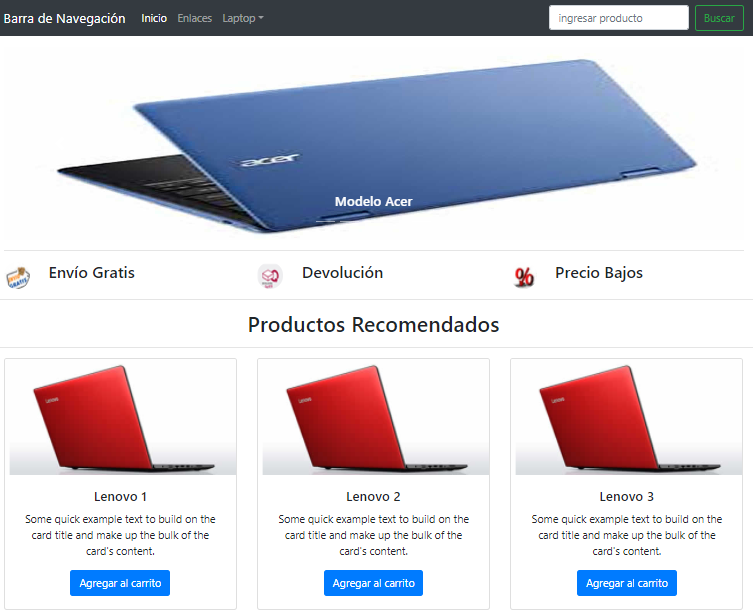 Barra de Navegación Inicio Enlaces Laptop ingresar producto Buscar
acer
Modelo Acer
Envío Gratis Devolución Precio Bajos
Productos Recomendados
Lenovo Lenovo Lenovo
Lenovo 1
Some quick example text to build on the
card title and make up the bulk of the
card's content.
Agregar al carrito
Lenovo 2
Some quick example text to build on the
card title and make up the bulk of the
card's content.
Agregar al carrito
Lenovo 3
Some quick example text to build on the
card title and make up the bulk of the
card's content.
Agregar al carrito